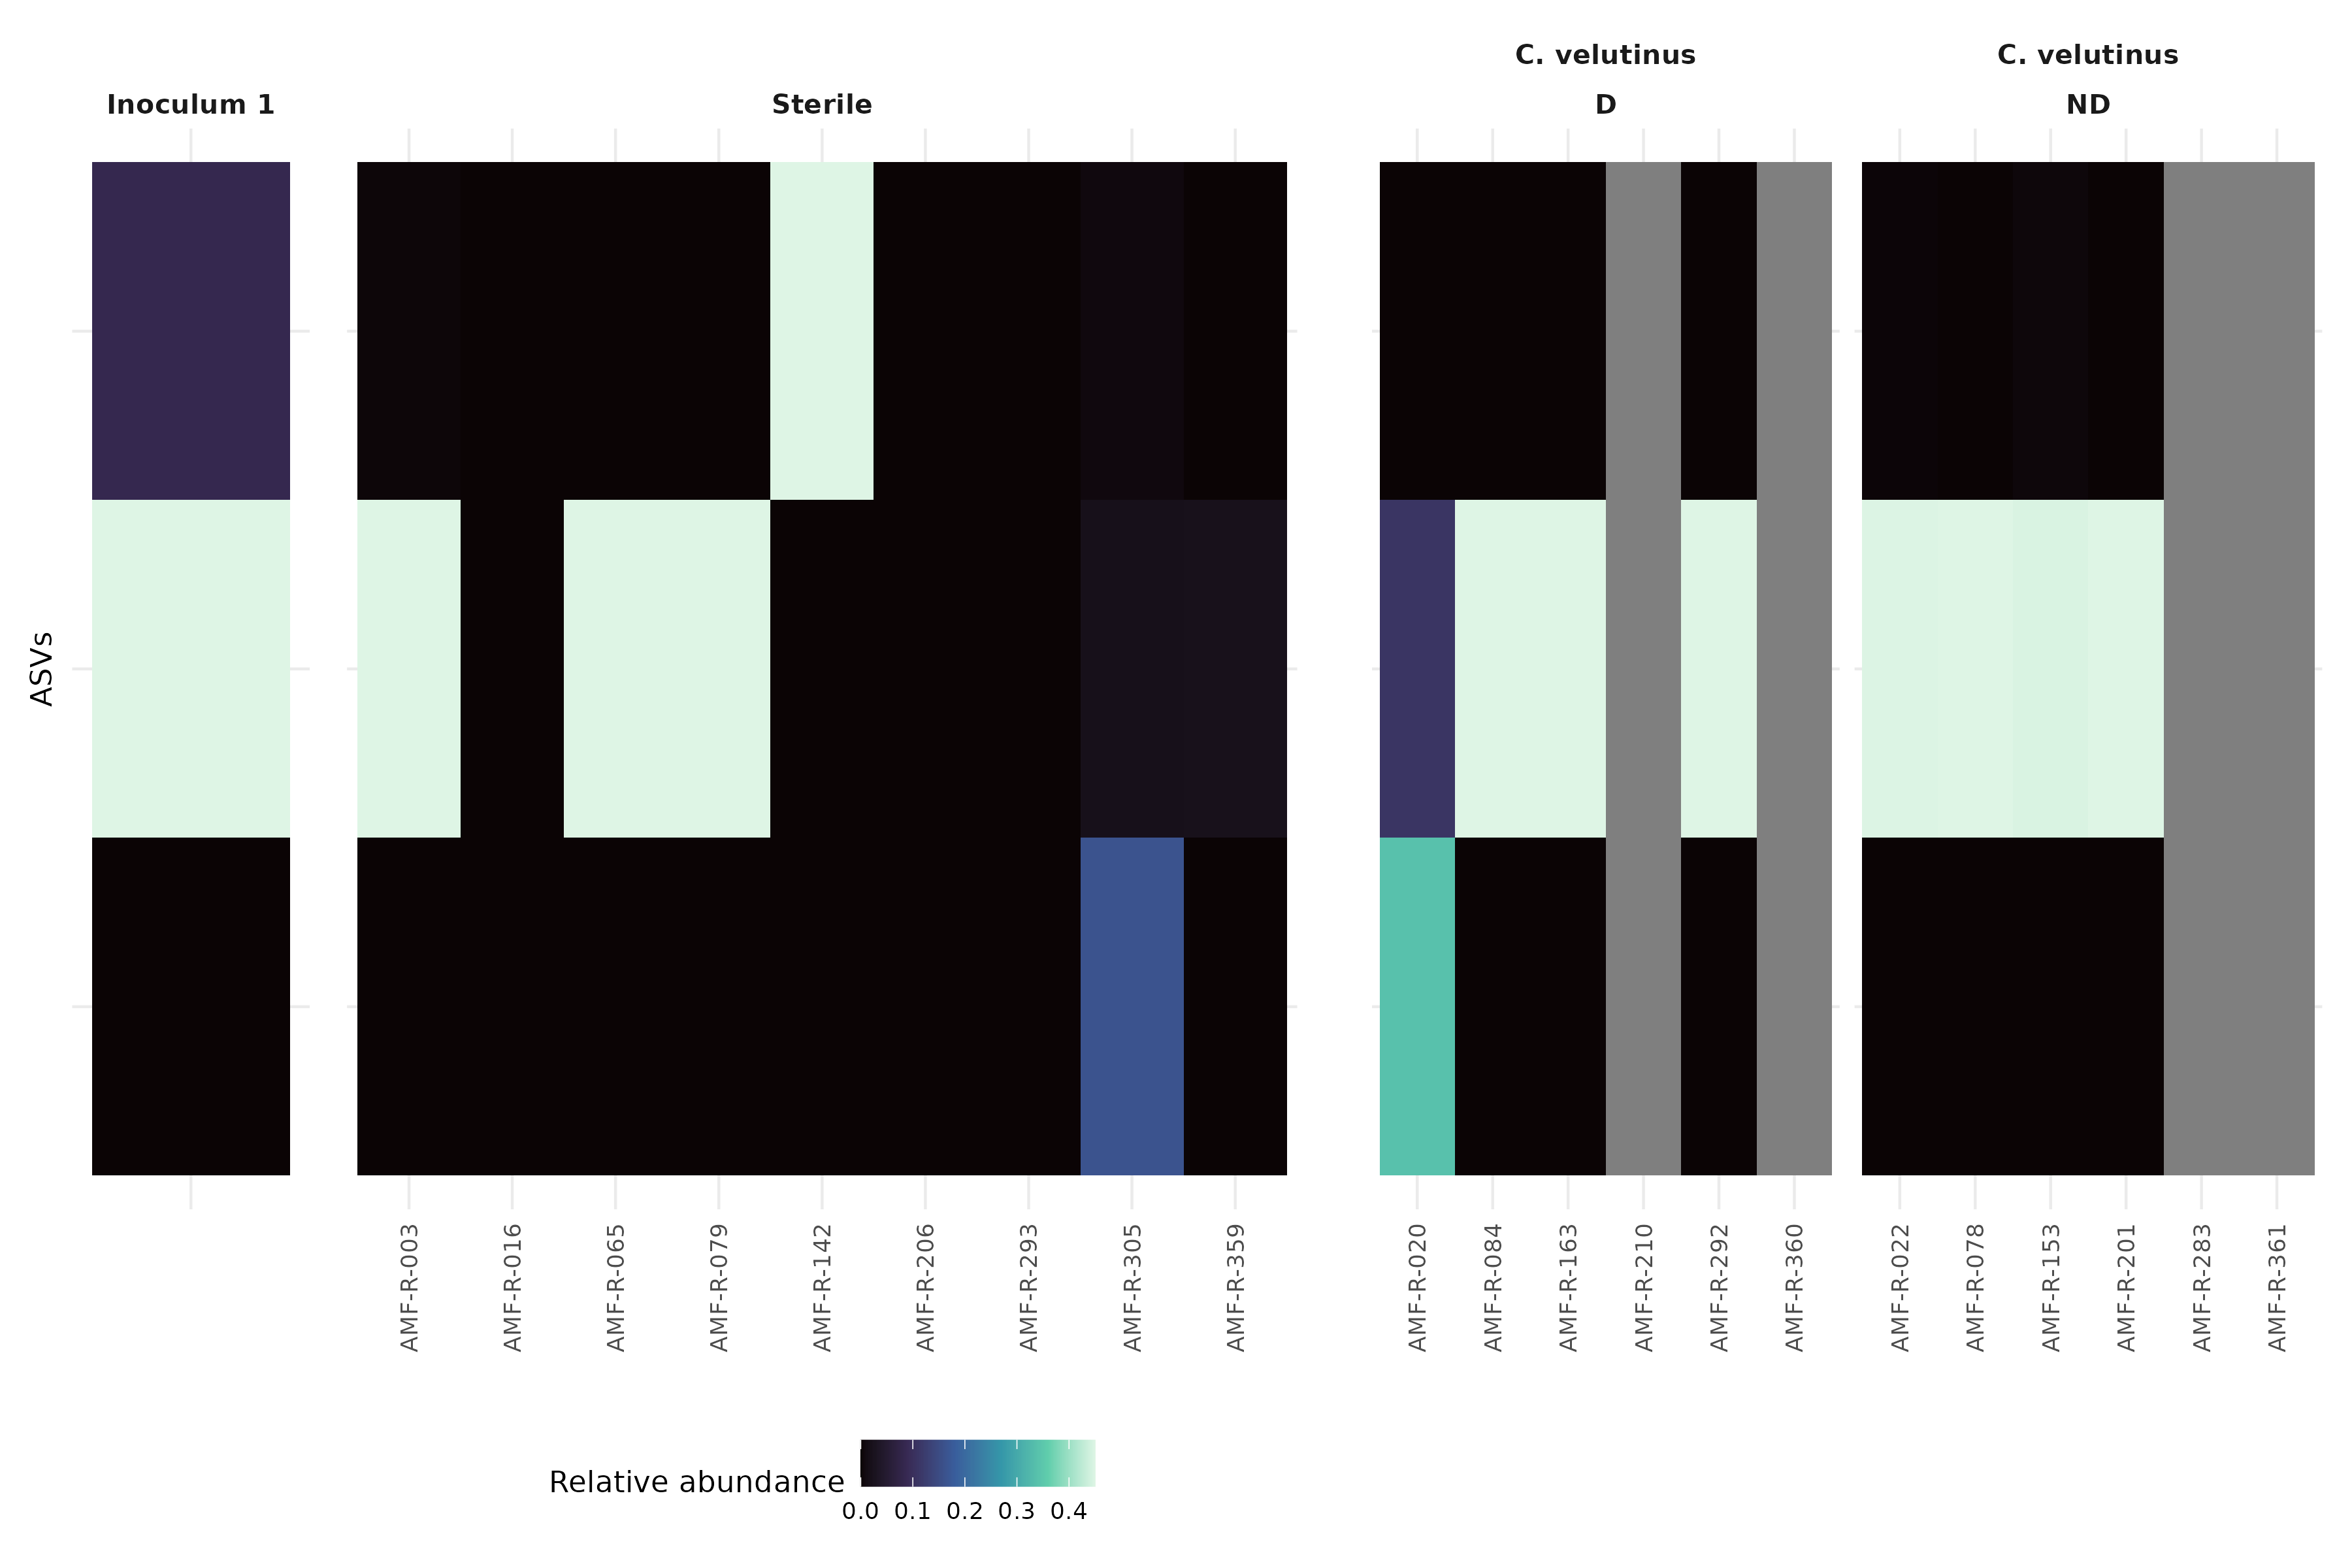 C. velutinus
C. velutinus
Inoculum 1
Sterile
D
ND
ASVs
AMF-R-003
AMF-R-016
AMF-R-065
AMF-R-079
AMF-R-142
AMF-R-206
AMF-R-293
AMF-R-305
AMF-R-359
AMF-R-020
AMF-R-084
AMF-R-163
AMF-R-210
AMF-R-292
AMF-R-360
AMF-R-022
AMF-R-078
AMF-R-153
AMF-R-201
AMF-R-283
AMF-R-361
Relative abundance
0.0 0.1 0.2 0.3 0.4